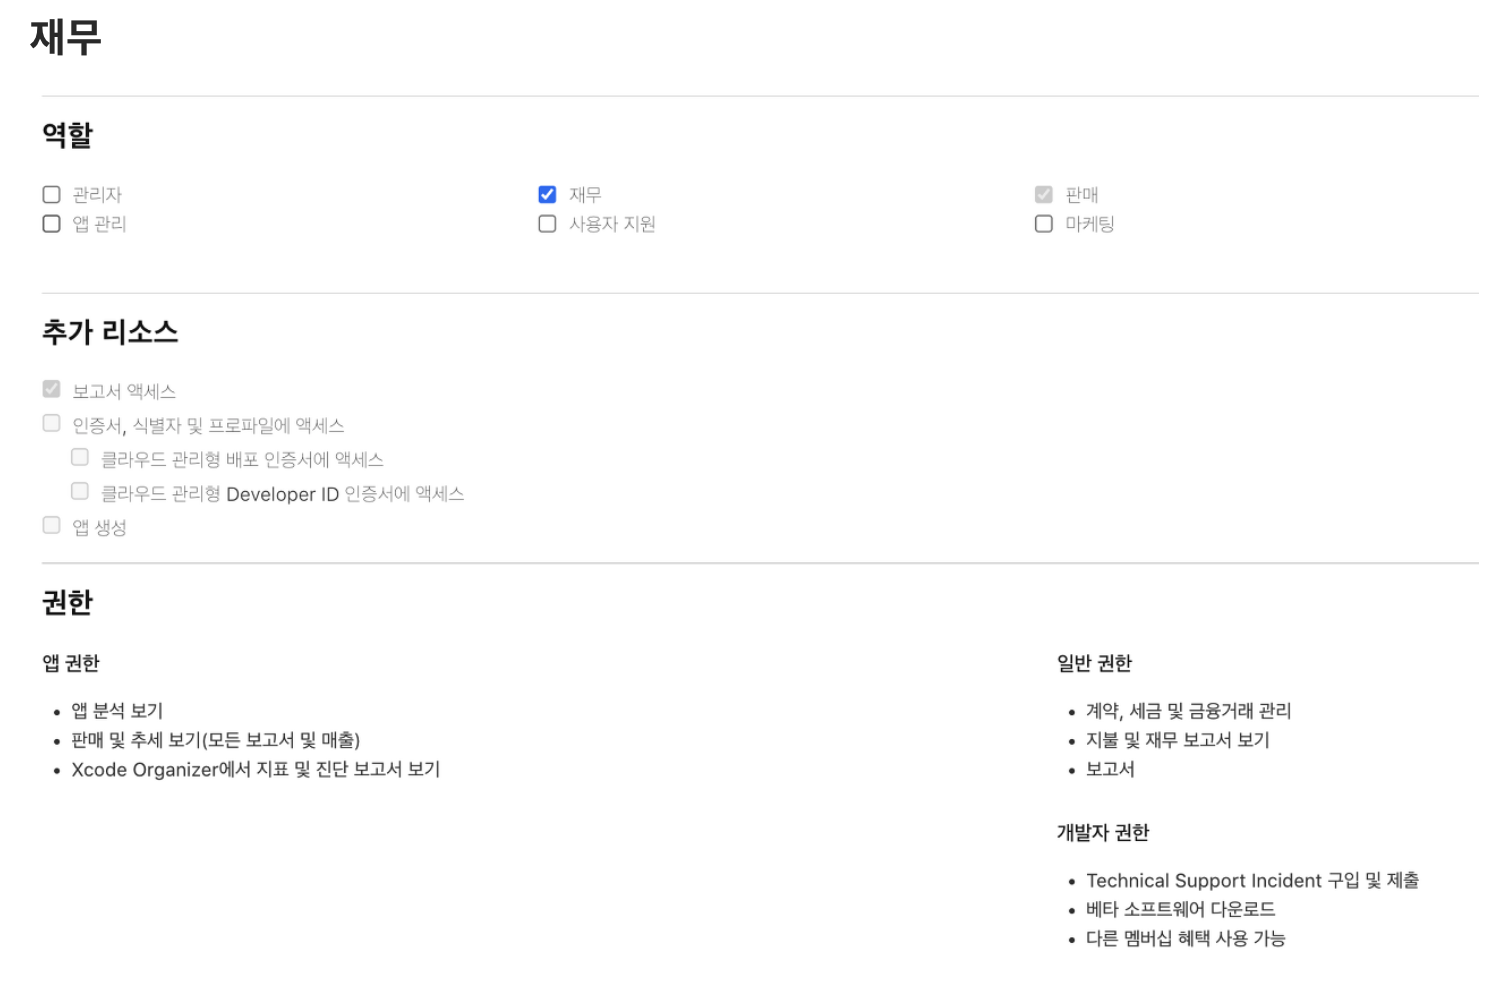 재무
역할
관리자
재무
판매
앱 관리
사용자 지원
마케팅
추가 리소스
보고서 액세스
인증서, 식별자 및 프로파일에 액세스
클라우드 관리형 배포 인증서에 액세스
클라우드 관리형 Developer ID 인증서에 액세스
앱 생성
권한
앱 권한
• 앱 분석 보기
• 판매 및 추세 보기(모든 보고서 및 매출)
• Xcode Organizer에서 지표 및 진단 보고서 보기
일반 권한
• 계약, 세금 및 금융거래 관리
• 지불 및 재무 보고서 보기
• 보고서
개발자 권한
• Technical Support Incident 구입 및 제출
• 베타 소프트웨어 다운로드
• 다른 멤버십 혜택 사용 가능